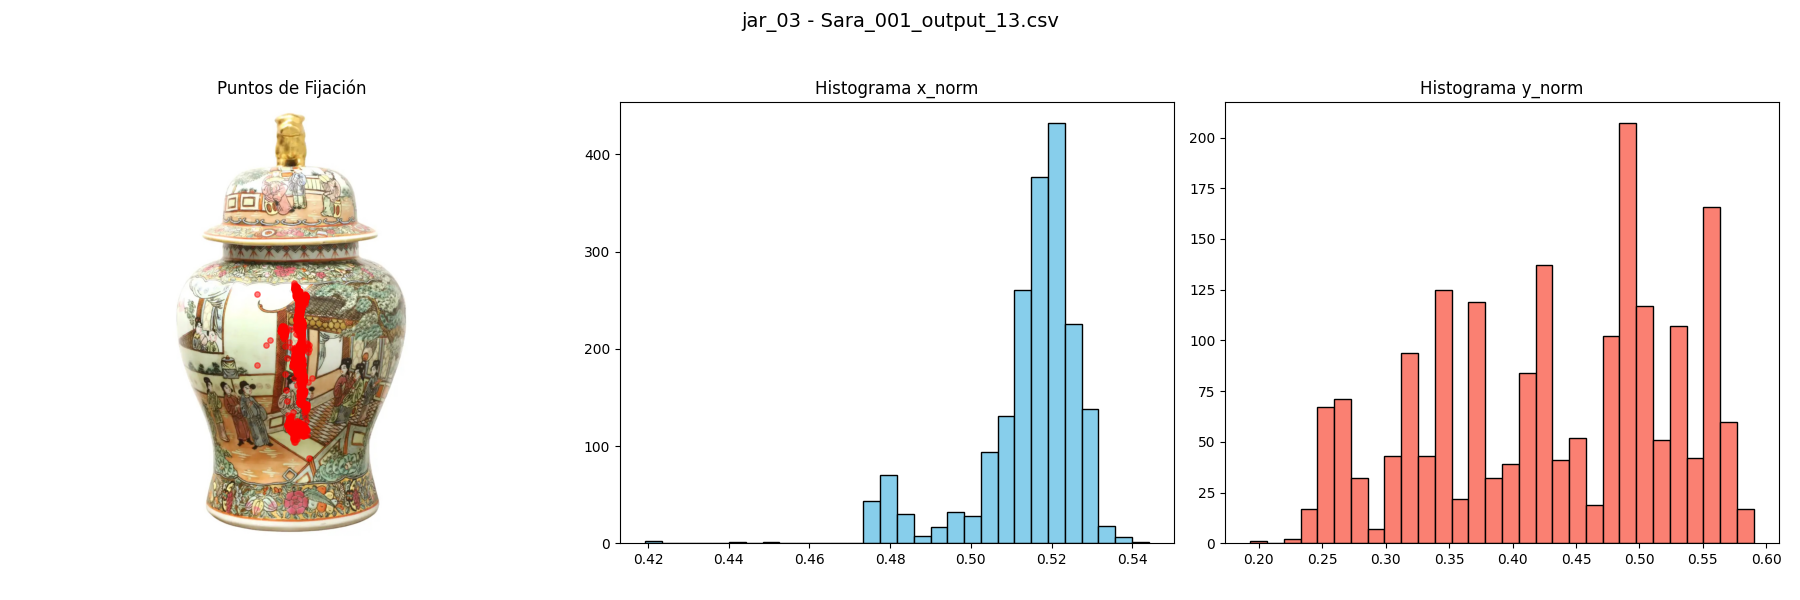 jar_03 - Sara_001_output_13.csv
Puntos de Fijación
Histograma x_norm
400
300
200
100
0
0.42 0.44 0.46 0.48 0.50 0.52 0.54
Histograma y_norm
200
175
150
125
100
75
50
25
0
0.20 0.25 0.30 0.35 0.40 0.45 0.50 0.55 0.60